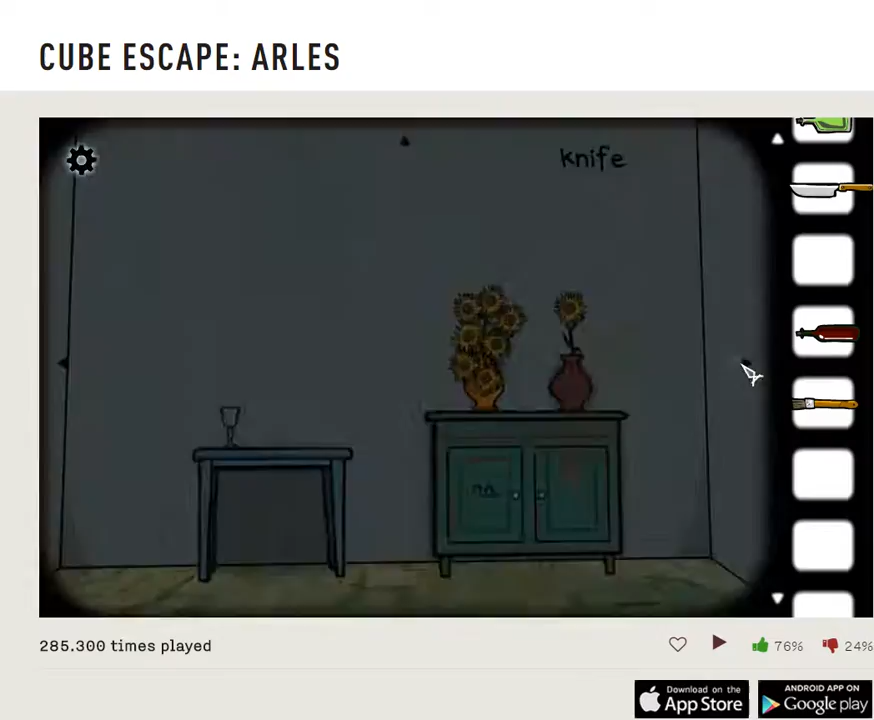 CUBE ESCAPE: ARLES
knife
no.
285.300 times played
76%
24%
Download on the
App Store
ANDROID APP ON
Google play